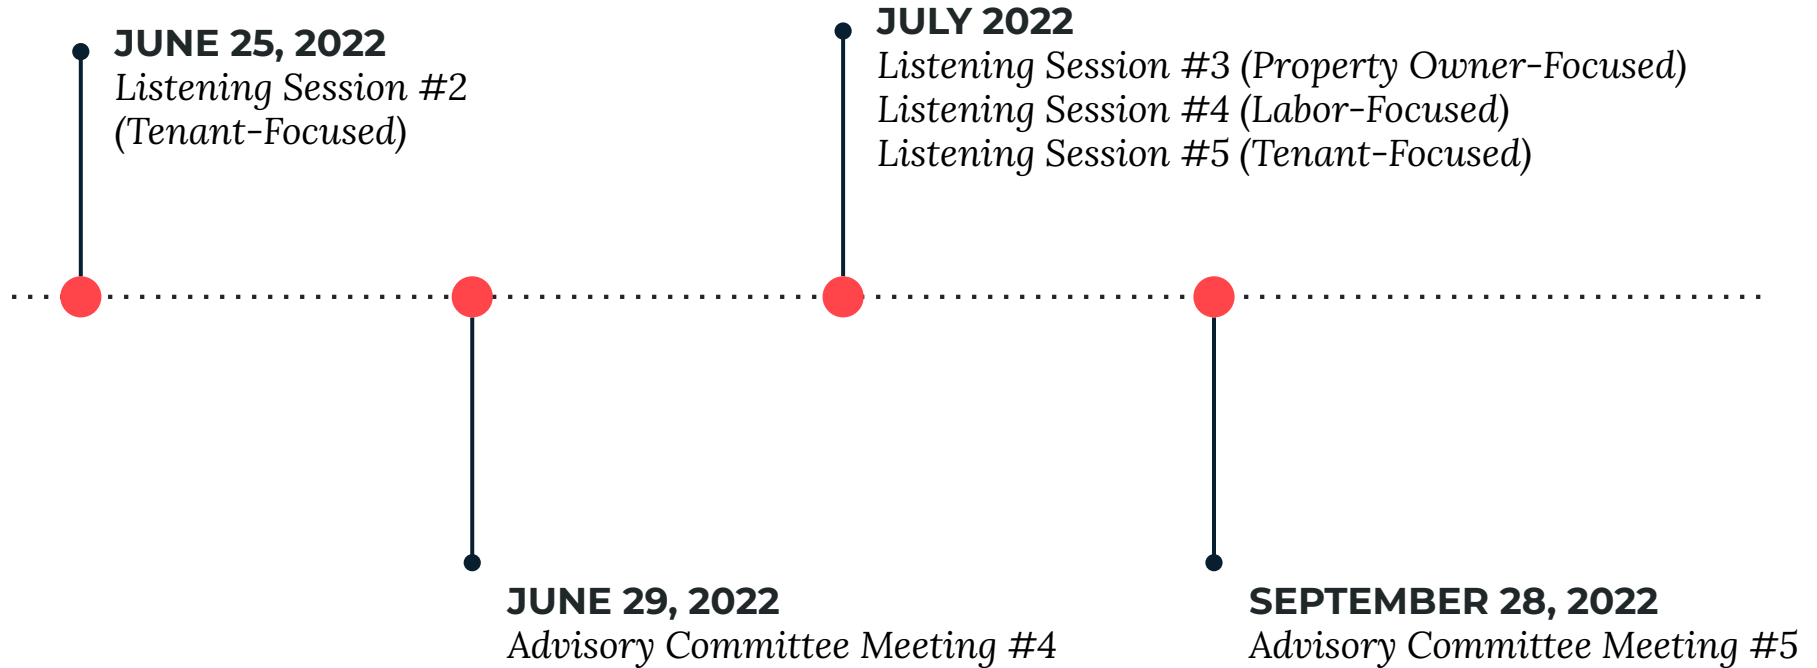 JUNE 25, 2022
Listening Session #2
(Tenant-Focused)
JULY 2022
Listening Session #3 (Property Owner-Focused)
Listening Session #4 (Labor-Focused)
Listening Session #5 (Tenant-Focused)
JUNE 29, 2022
Advisory Committee Meeting #4
SEPTEMBER 28, 2022
Advisory Committee Meeting #5